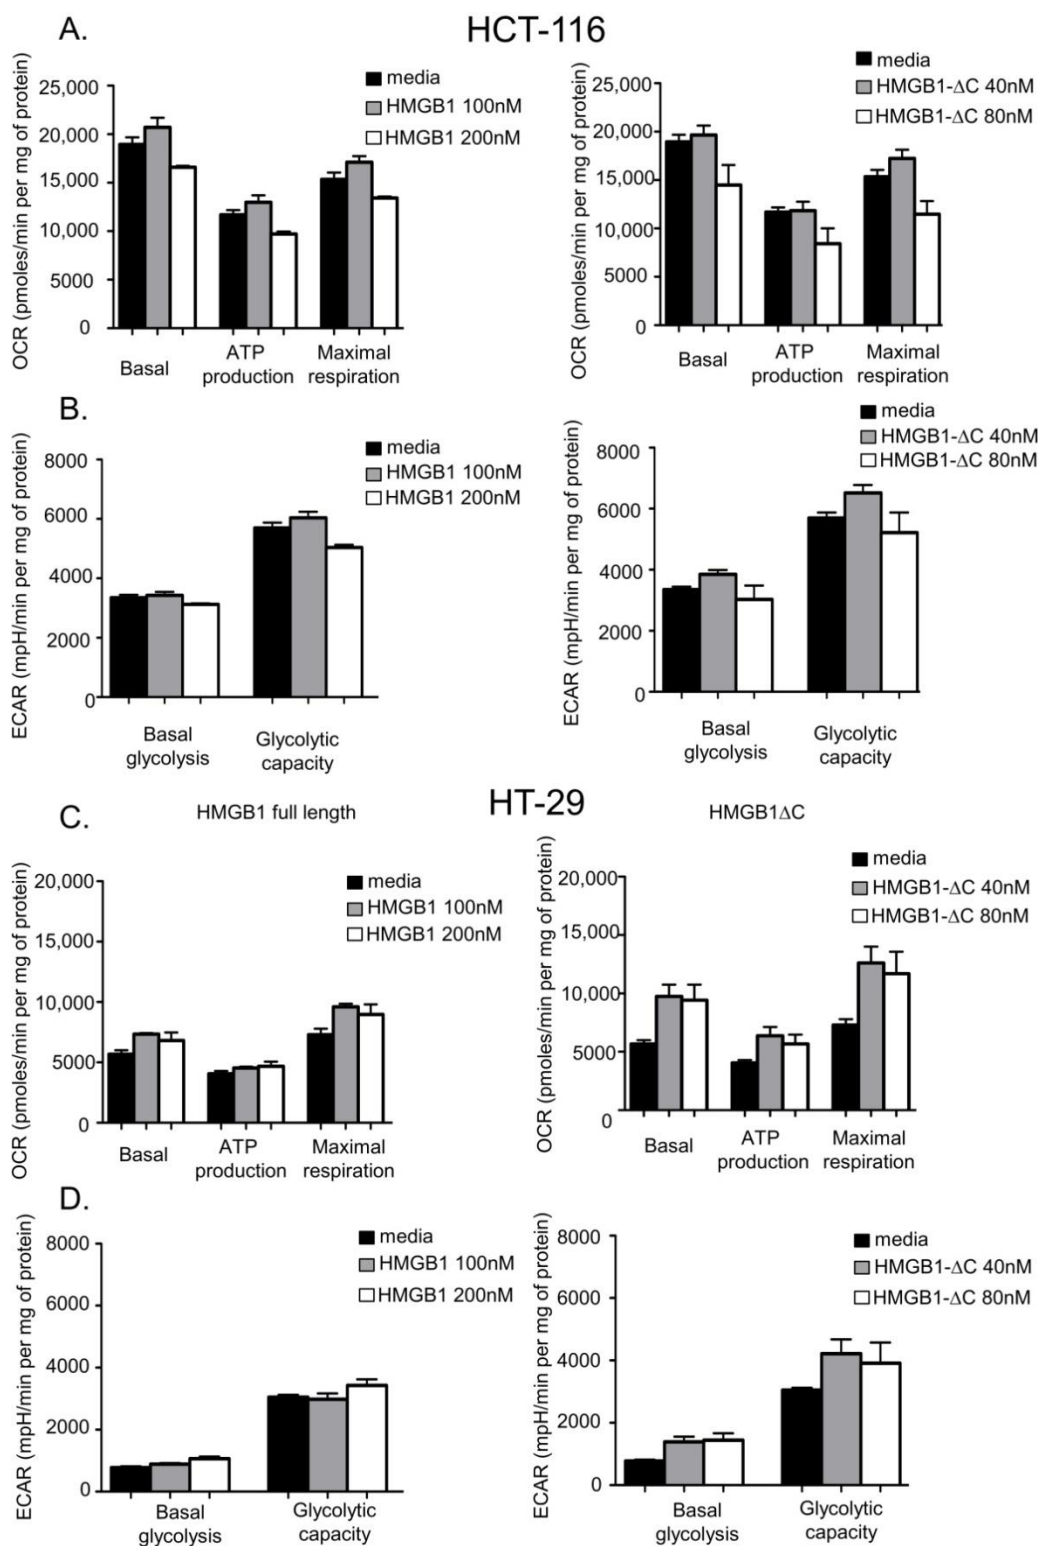 A.
HCT-116
OCR (pmoles/min per mg of protein)
25,000
20,000
15,000
10,000
5000
0
media
HMGB1 100nM
HMGB1 200nM
Basal
ATP
production
Maximal
respiration
OCR (pmoles/min per mg of protein)
25,000
20,000
15,000
10,000
5000
0
media
HMGB1-ΔC 40nM
HMGB1-ΔC 80nM
Basal
ATP
production
Maximal
respiration
B.
ECAR (mpH/min per mg of protein)
8000
6000
4000
2000
0
media
HMGB1 100nM
HMGB1 200nM
Basal
glycolysis
Glycolytic
capacity
ECAR (mpH/min per mg of protein)
8000
6000
4000
2000
0
media
HMGB1-ΔC 40nM
HMGB1-ΔC 80nM
Basal
glycolysis
Glycolytic
capacity
HT-29
C.
HMGB1 full length
HMGB1ΔC
OCR (pmoles/min per mg of protein)
20,000
15,000
10,000
5000
0
media
HMGB1 100nM
HMGB1 200nM
Basal
ATP
production
Maximal
respiration
OCR (pmoles/min per mg of protein)
20,000
15,000
10,000
5000
0
media
HMGB1-ΔC 40nM
HMGB1-ΔC 80nM
Basal
ATP
production
Maximal
respiration
D.
ECAR (mpH/min per mg of protein)
8000
6000
4000
2000
0
media
HMGB1 100nM
HMGB1 200nM
Basal
glycolysis
Glycolytic
capacity
ECAR (mpH/min per mg of protein)
8000
6000
4000
2000
0
media
HMGB1-ΔC 40nM
HMGB1-ΔC 80nM
Basal
glycolysis
Glycolytic
capacity